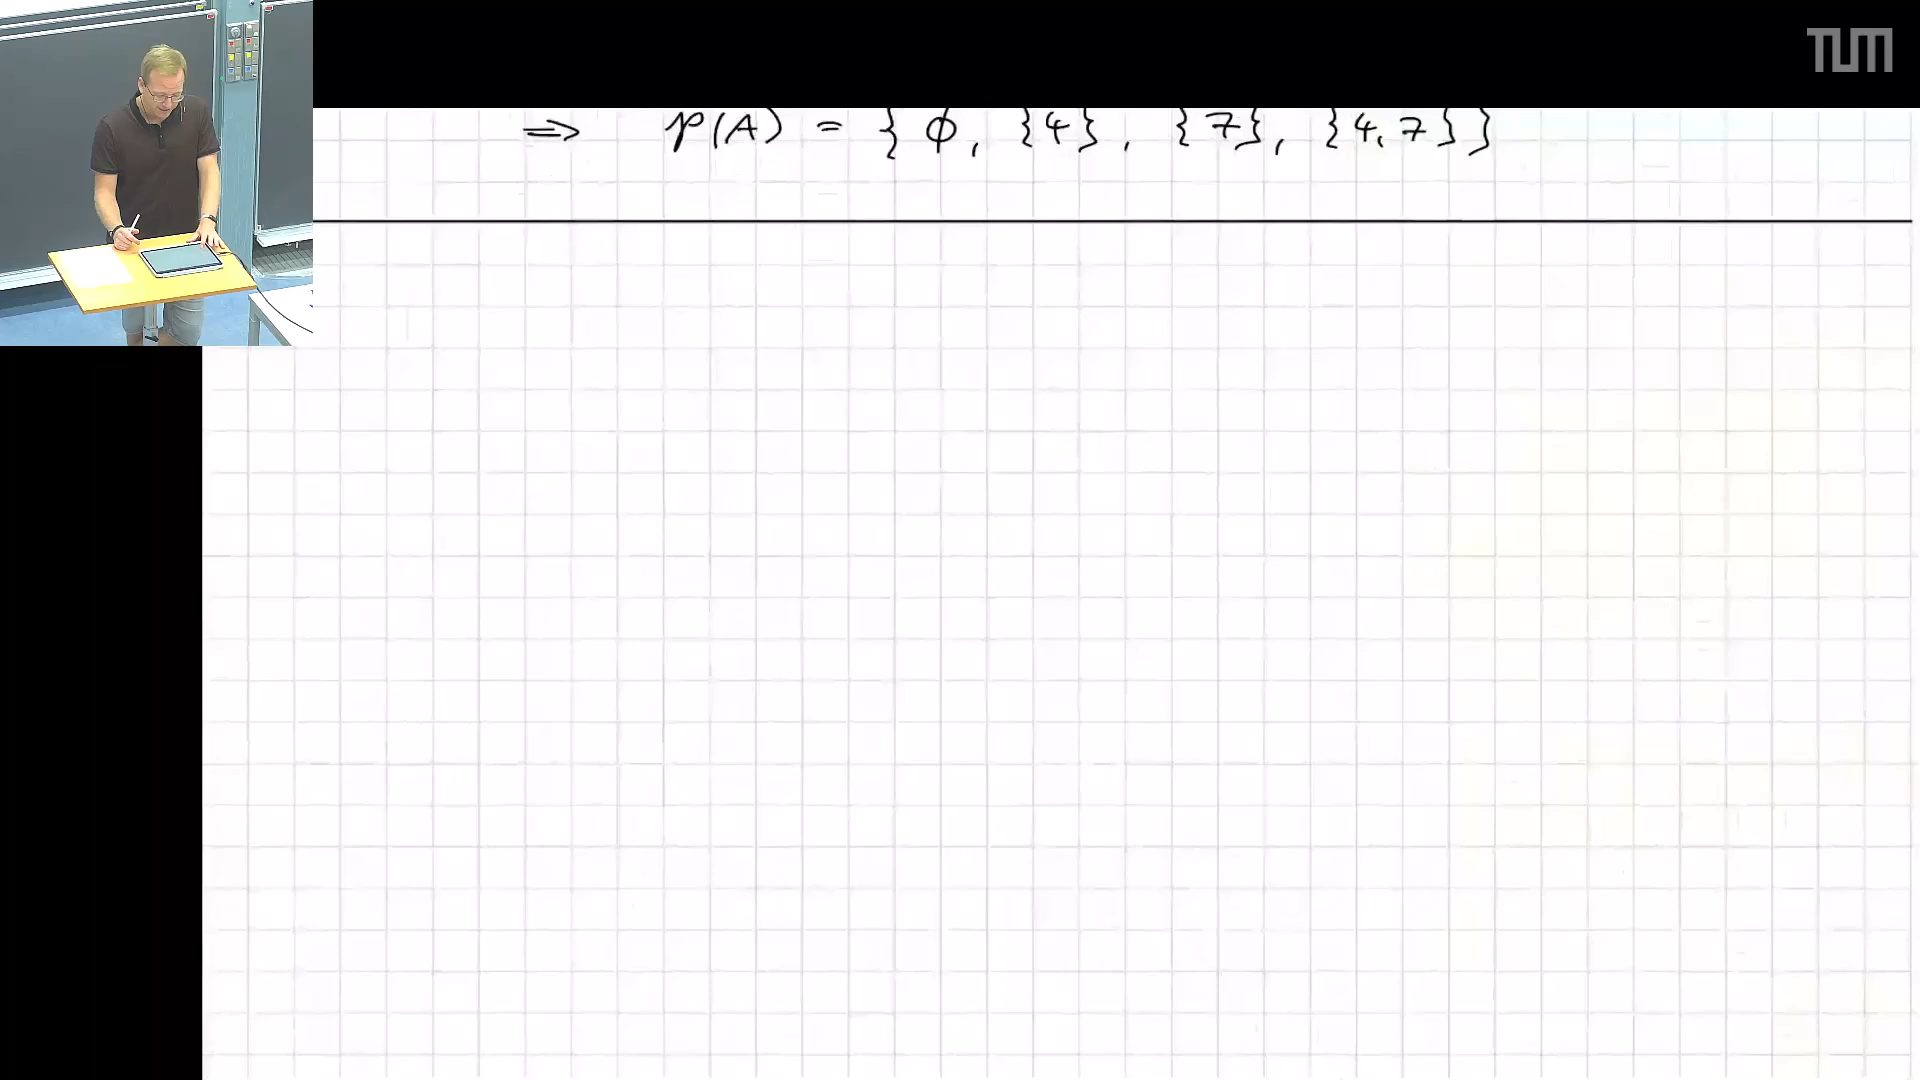 TUM
⇒ P(A) = { ∅, {4}, {7}, {4,7} }